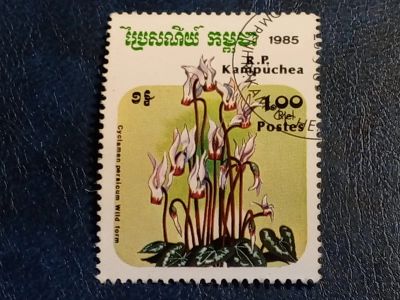 ប្រៃសណីយ៍ កម្ពុជា 1985
R.P.
Kampuchea
១៛ 1.00
Riel
Postes
Cyclamen persicum Wild form